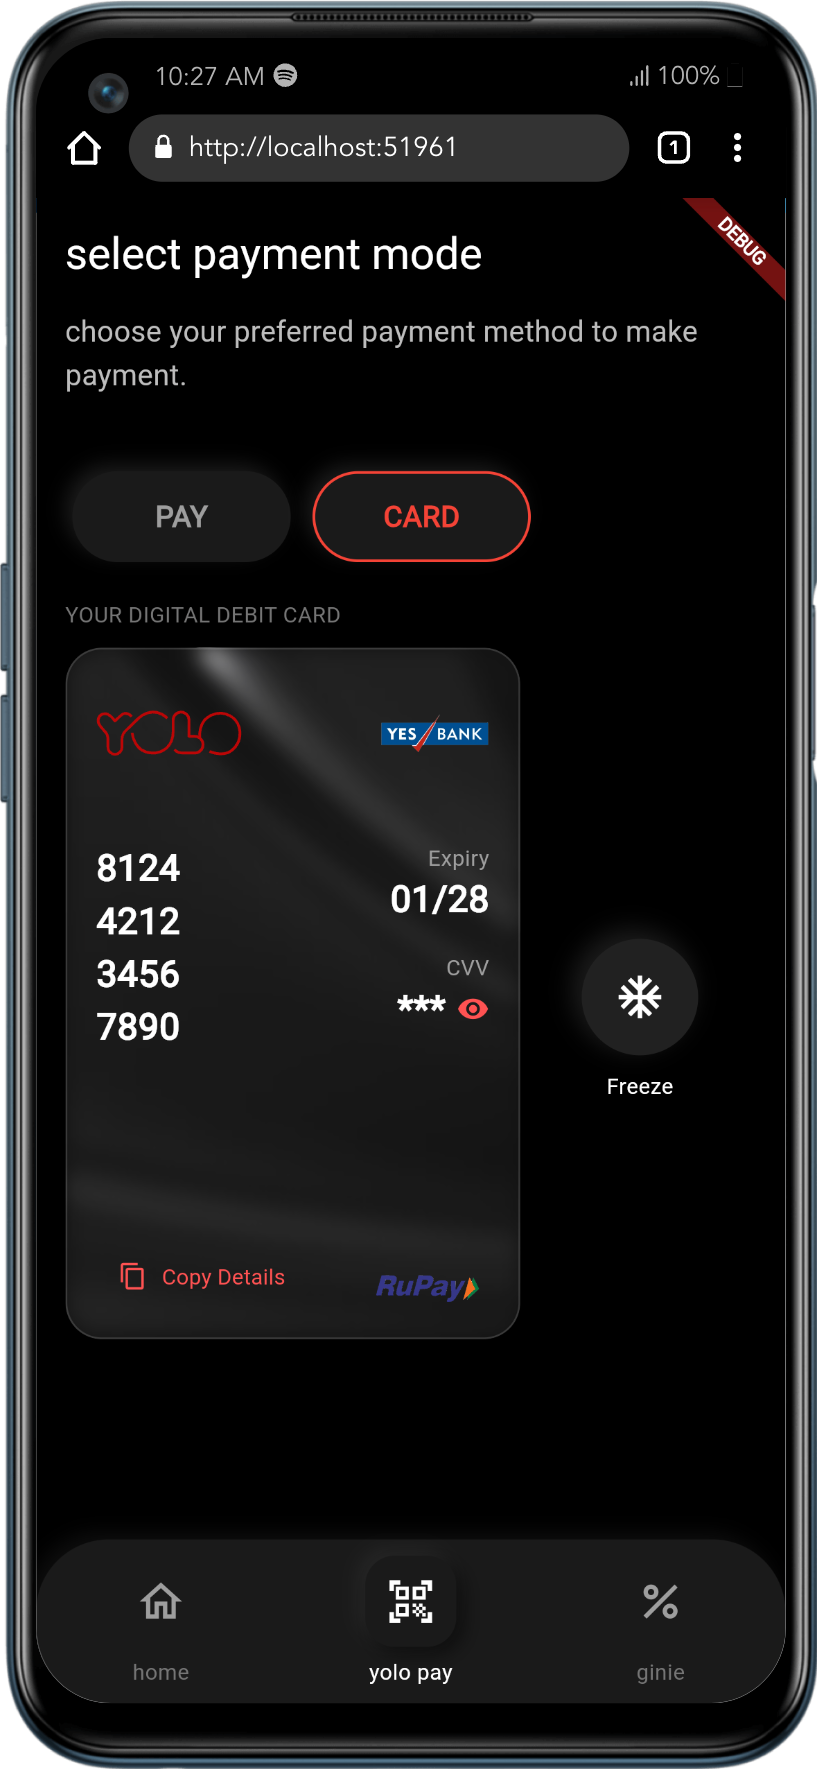 10:27 AM 100%
http://localhost:51961 1
DEBUG
select payment mode
choose your preferred payment method to make
payment.
PAY CARD
YOUR DIGITAL DEBIT CARD
YOLO YES BANK
8124
4212
3456
7890
Expiry
01/28
CVV
***
Freeze
Copy Details
RuPay
home yolo pay ginie